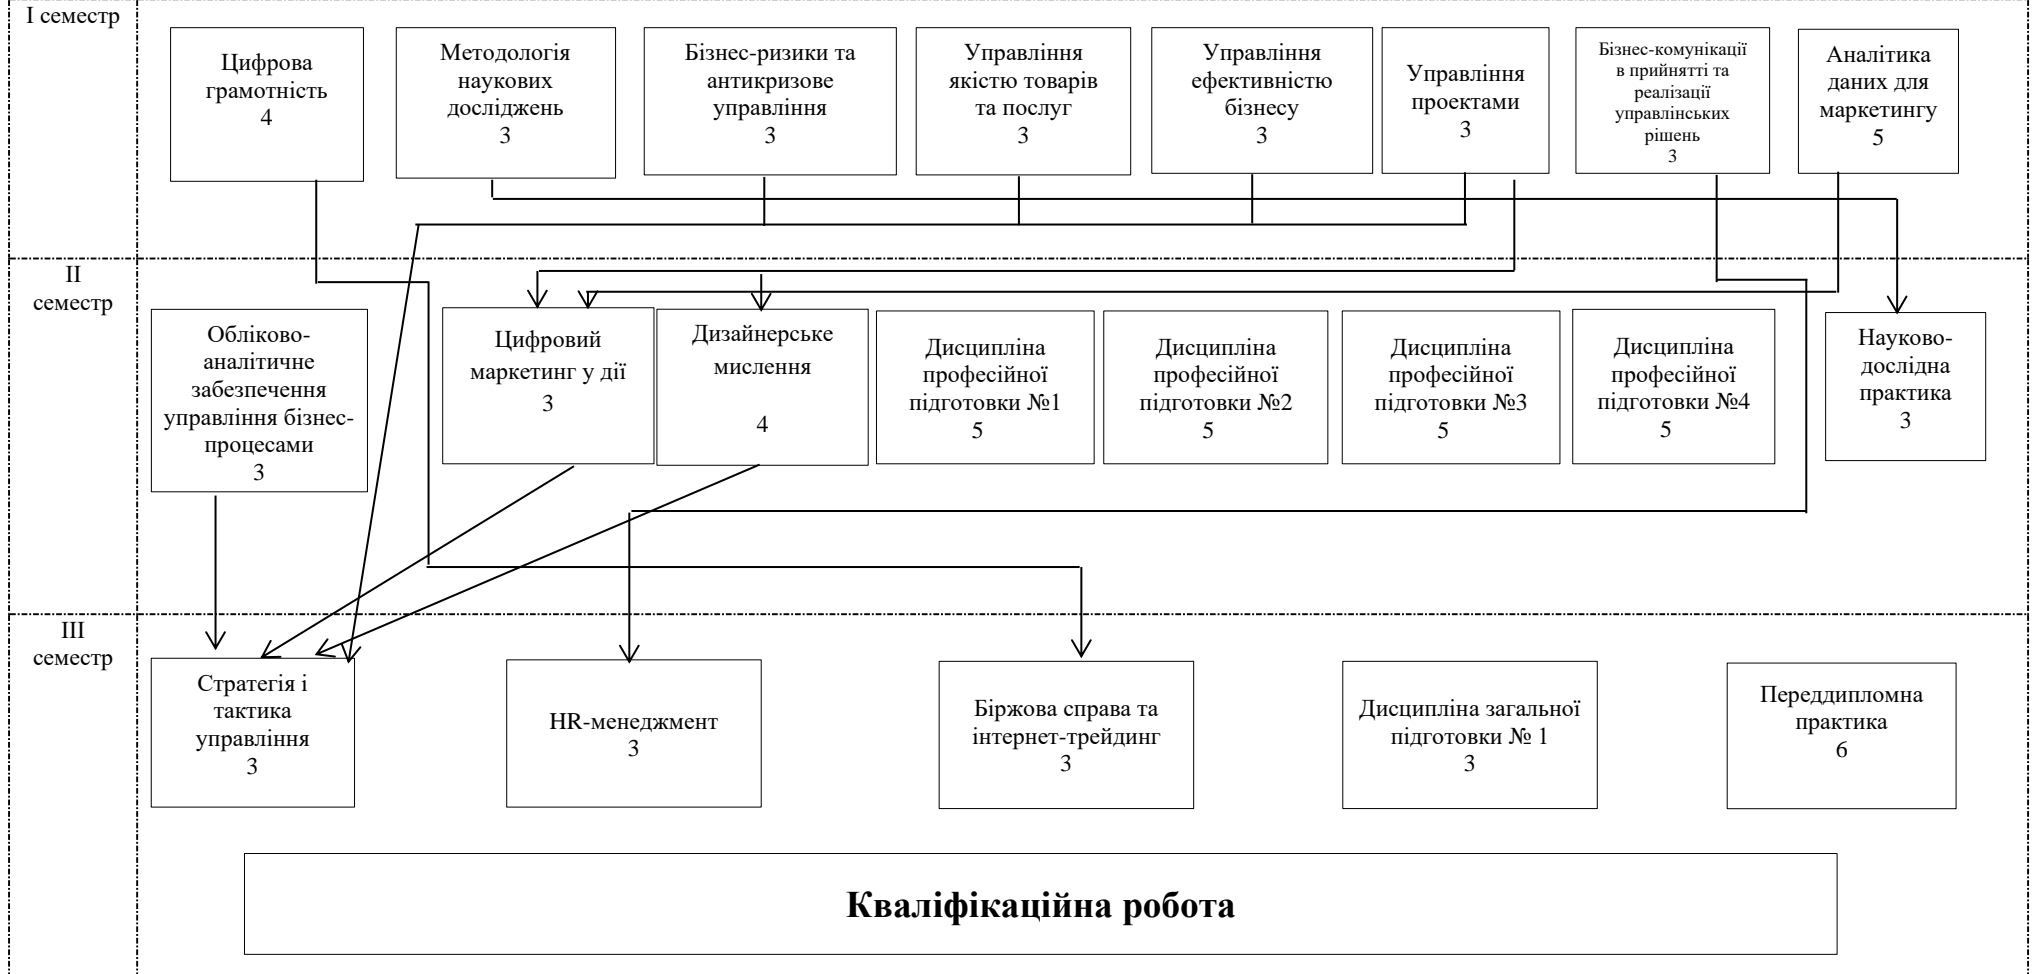 І семестр
Цифрова
грамотність
4
Методологія
наукових
досліджень
3
Бізнес-ризики та
антикризове
управління
3
Управління
якістю товарів
та послуг
3
Управління
ефективністю
бізнесу
3
Управління
проектами
3
Бізнес-комунікації
в прийнятті та
реалізації
управлінських
рішень
3
Аналітика
даних для
маркетингу
5
ІІ
семестр
Обліково-
аналітичне
забезпечення
управління бізнес-
процесами
3
Цифровий
маркетинг у дії
3
Дизайнерське
мислення
4
Дисципліна
професійної
підготовки №1
5
Дисципліна
професійної
підготовки №2
5
Дисципліна
професійної
підготовки №3
5
Дисципліна
професійної
підготовки №4
5
Науково-
дослідна
практика
3
ІІІ
семестр
Стратегія і
тактика
управління
3
HR-менеджмент
3
Біржова справа та
інтернет-трейдинг
3
Дисципліна загальної
підготовки № 1
3
Переддипломна
практика
6
Кваліфікаційна робота